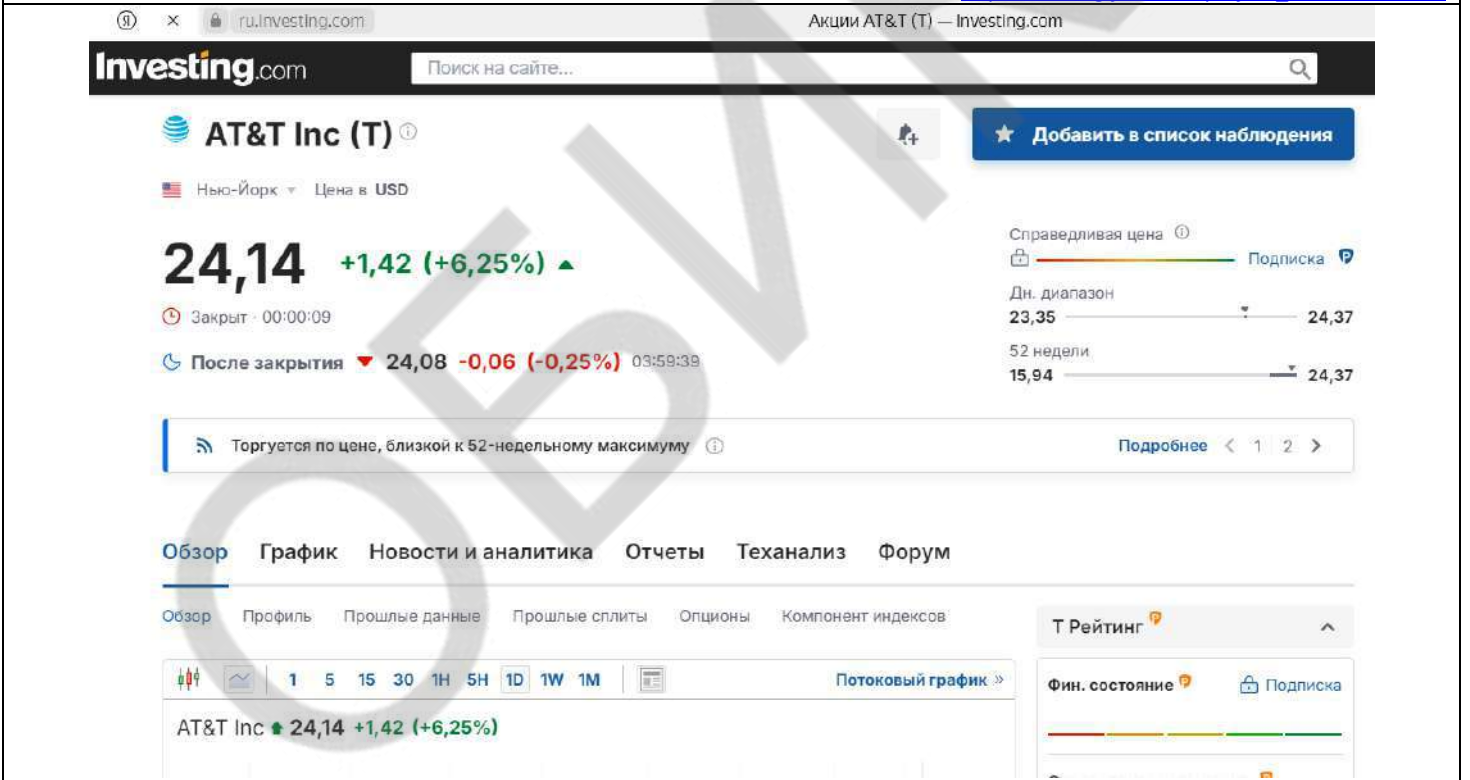 Я × ru.investing.com Акции AT&T (T) — Investing.com
Investing.com Поиск на сайте...
AT&T Inc (T) Добавить в список наблюдения
Нью-Йорк Цена в USD
24,14 +1,42 (+6,25%)
Справедливая цена
Подписка
Закрыт · 00:00:09
Дн. диапазон
23,35 24,37
После закрытия 24,08 -0,06 (-0,25%) 03:59:39
52 недели
15,94 24,37
Торгуется по цене, близкой к 52-недельному максимуму Подробнее < 1 2 >
Обзор График Новости и аналитика Отчеты Теханализ Форум
Обзор Профиль Прошлые данные Прошлые сплиты Опционы Компонент индексов
T Рейтинг
1 5 15 30 1H 5H 1D 1W 1M Потоковый график »
Фин. состояние Подписка
AT&T Inc 24,14 +1,42 (+6,25%)